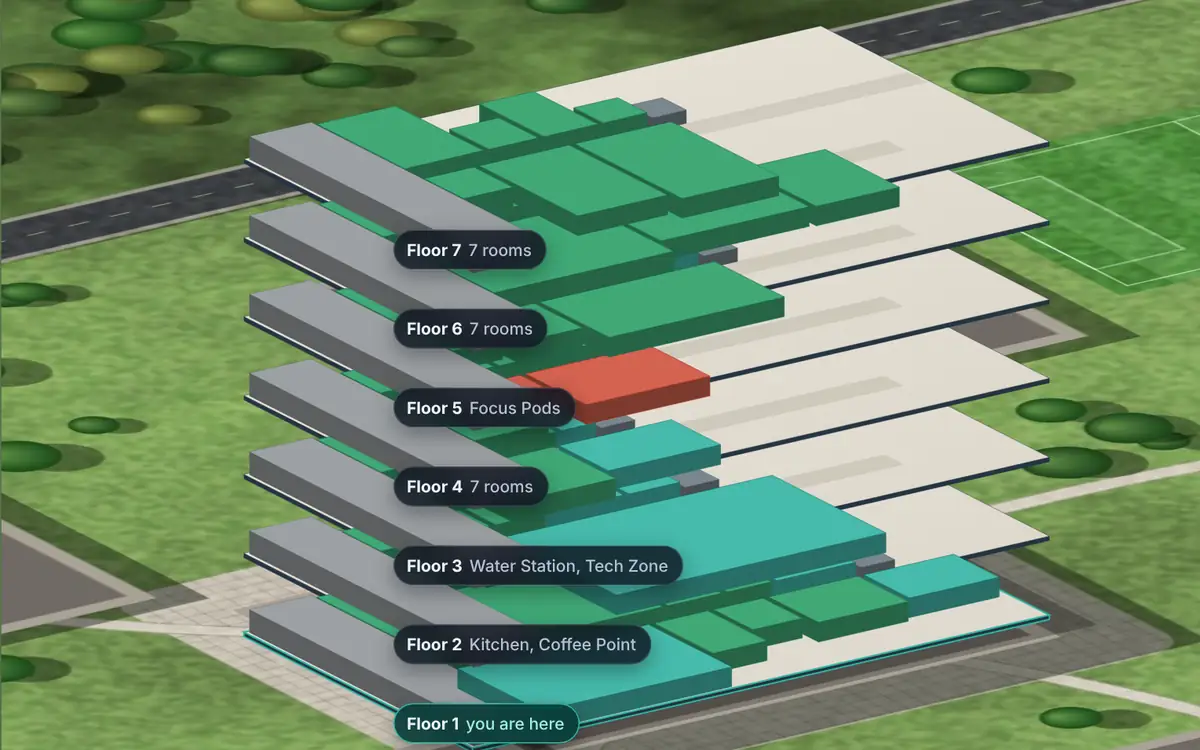 Floor 7 7 rooms
Floor 6 7 rooms
Floor 5 Focus Pods
Floor 4 7 rooms
Floor 3 Water Station, Tech Zone
Floor 2 Kitchen, Coffee Point
Floor 1 you are here